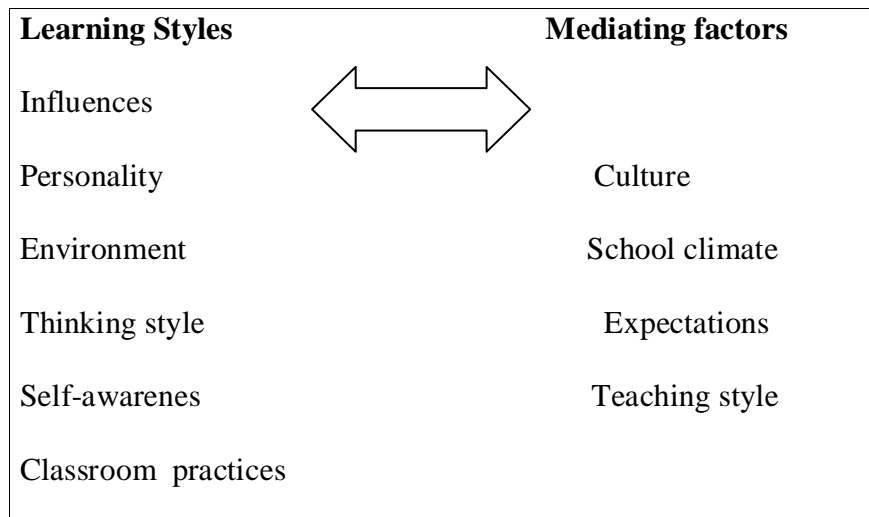 Learning Styles Mediating factors
Influences
Personality Culture
Environment School climate
Thinking style Expectations
Self-awarenes Teaching style
Classroom practices